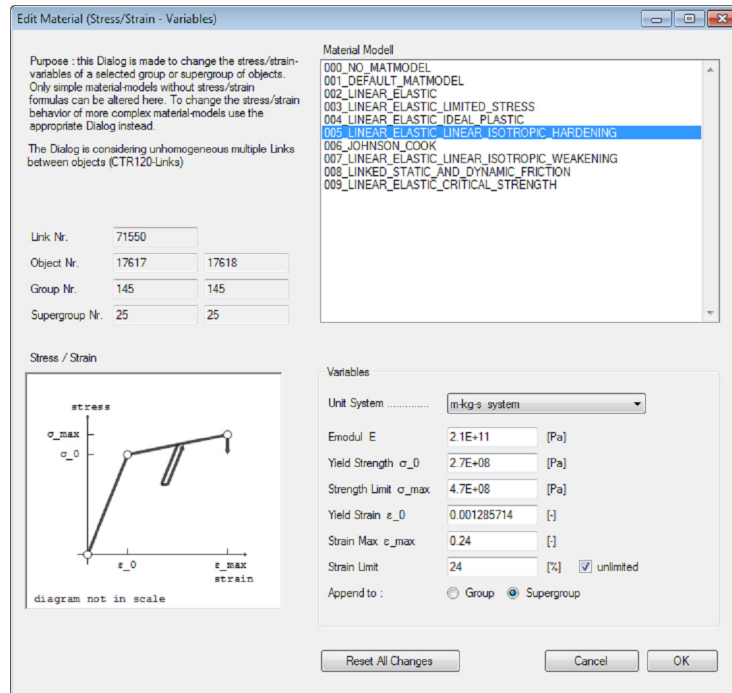 Edit Material (Stress/Strain - Variables)
Purpose : this Dialog is made to change the stress/strain-
variables of a selected group or supergroup of objects.
Only simple material-models without stress/strain
formulas can be altered here. To change the stress/strain
behavior of more complex material-models use the
appropriate Dialog instead.
The Dialog is considering unhomogeneous multiple Links
between objects (CTR120-Links)
Material Modell
000_NO_MATMODEL
001_DEFAULT_MATMODEL
002_LINEAR_ELASTIC
003_LINEAR_ELASTIC_LIMITED_STRESS
004_LINEAR_ELASTIC_IDEAL_PLASTIC
005_LINEAR_ELASTIC_LINEAR_ISOTROPIC_HARDENING
006_JOHNSON_COOK
007_LINEAR_ELASTIC_LINEAR_ISOTROPIC_WEAKENING
008_LINKED_STATIC_AND_DYNAMIC_FRICTION
009_LINEAR_ELASTIC_CRITICAL_STRENGTH
Link Nr. 71550
Object Nr. 17617 17618
Group Nr. 145 145
Supergroup Nr. 25 25
Stress / Strain
stress
σ_max
σ_0
ε_0 ε_max
strain
diagram not in scale
Variables
Unit System .............. m-kg-s system
Emodul E 2.1E+11 [Pa]
Yield Strength σ_0 2.7E+08 [Pa]
Strength Limit σ_max 4.7E+08 [Pa]
Yield Strain ε_0 0.001285714 [-]
Strain Max ε_max 0.24 [-]
Strain Limit 24 [%] unlimited
Append to : Group Supergroup
Reset All Changes Cancel OK